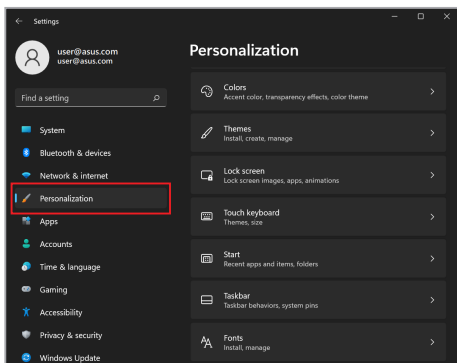 Settings
user@asus.com
user@asus.com
Find a setting
System
Bluetooth & devices
Network & internet
Personalization
Apps
Accounts
Time & language
Gaming
Accessibility
Privacy & security
Windows Update
Personalization
Colors
Accent color, transparency effects, color theme
Themes
Install, create, manage
Lock screen
Lock screen images, apps, animations
Touch keyboard
Themes, size
Start
Recent apps and items, folders
Taskbar
Taskbar behaviors, system pins
Fonts
Install, manage